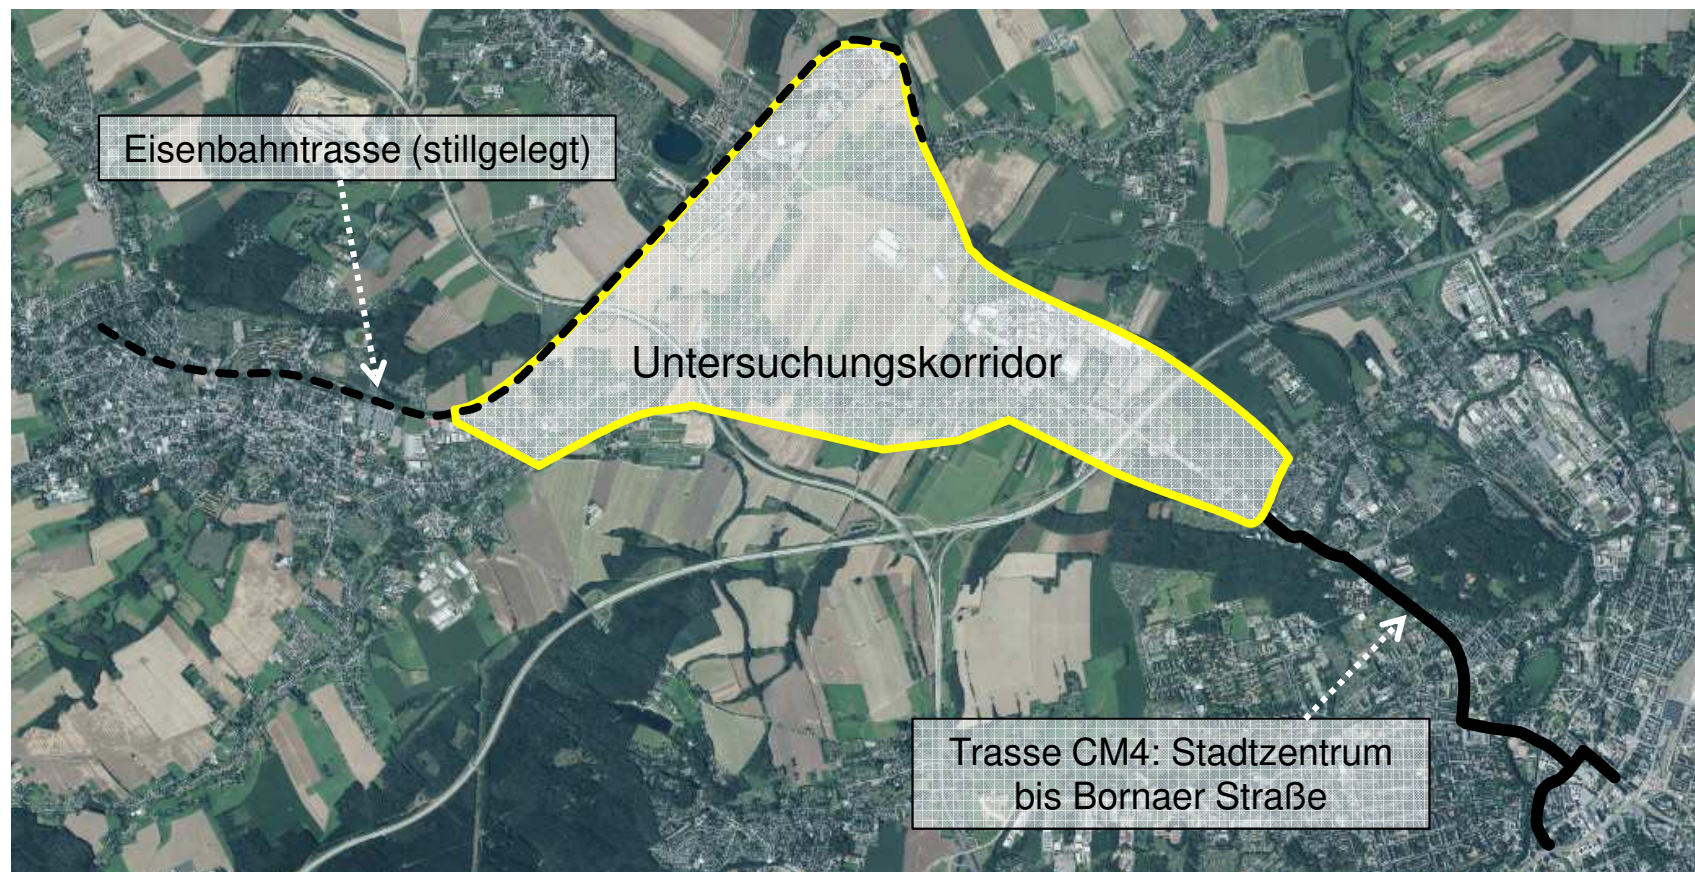 Eisenbahntrasse (stillgelegt)
Untersuchungskorridor
Trasse CM4: Stadtzentrum
bis Bornaer Straße